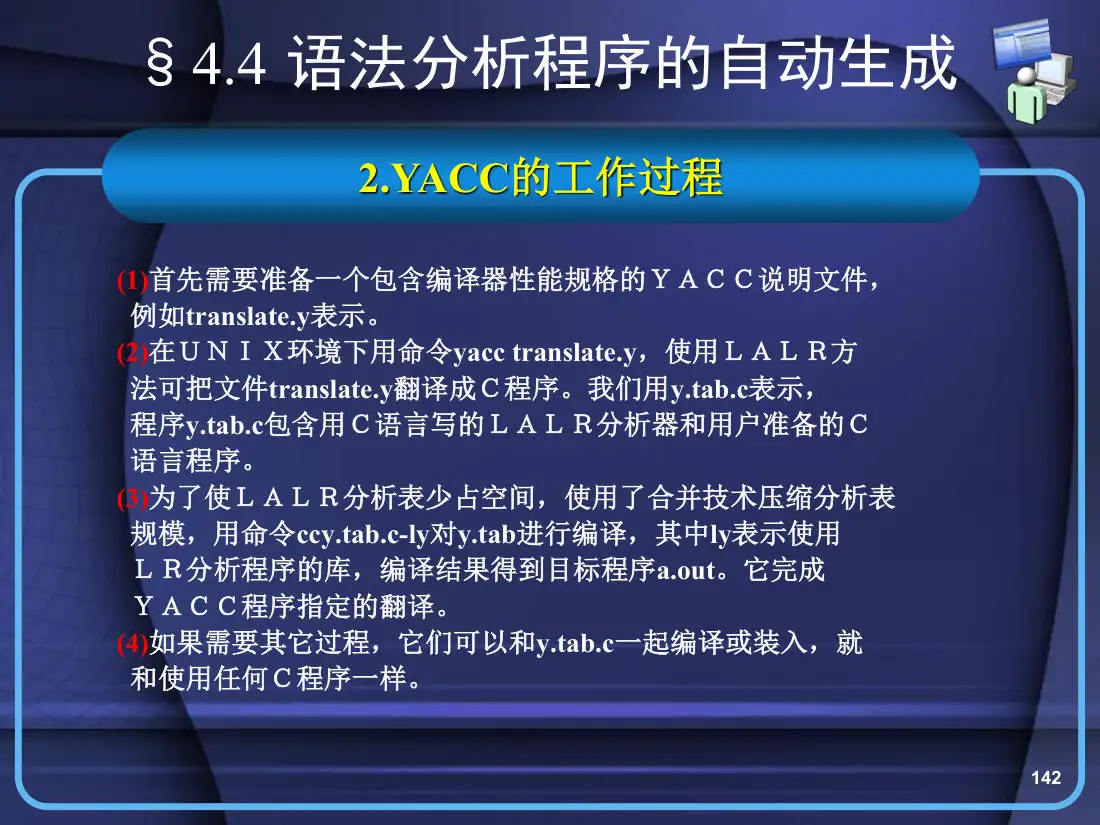 §4.4 语法分析程序的自动生成
2.YACC的工作过程
(1)首先需要准备一个包含编译器性能规格的ＹＡＣＣ说明文件，
例如translate.y表示。
(2)在ＵＮＩＸ环境下用命令yacc translate.y，使用ＬＡＬＲ方
法可把文件translate.y翻译成Ｃ程序。我们用y.tab.c表示，
程序y.tab.c包含用Ｃ语言写的ＬＡＬＲ分析器和用户准备的Ｃ
语言程序。
(3)为了使ＬＡＬＲ分析表少占空间，使用了合并技术压缩分析表
规模，用命令ccy.tab.c-ly对y.tab进行编译，其中ly表示使用
ＬＲ分析程序的库，编译结果得到目标程序a.out。它完成
ＹＡＣＣ程序指定的翻译。
(4)如果需要其它过程，它们可以和y.tab.c一起编译或装入，就
和使用任何Ｃ程序一样。
142